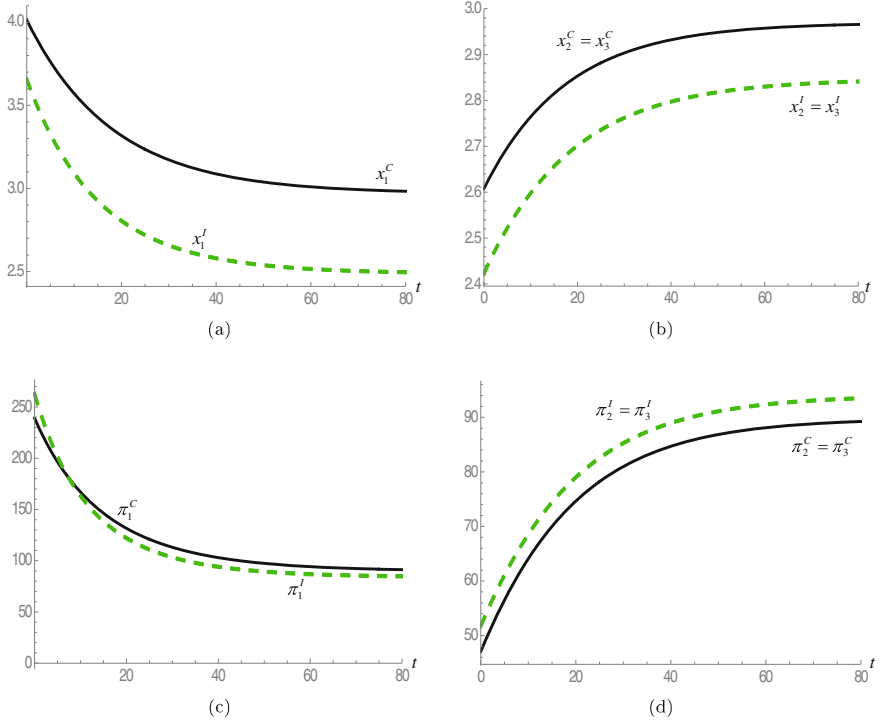 4.0
3.5
3.0
2.5
20 40 60 80 t
x_1^C
x_1^I
(a)
3.0
2.9
2.8
2.7
2.6
2.5
2.4
0 20 40 60 80 t
x_2^C = x_3^C
x_2^I = x_3^I
(b)
250
200
150
100
50
0
20 40 60 80 t
π_1^C
π_1^I
(c)
90
80
70
60
50
0 20 40 60 80 t
π_2^I = π_3^I
π_2^C = π_3^C
(d)